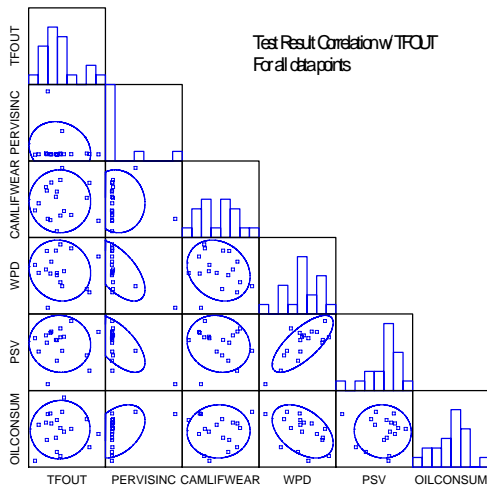 Test Result Correlation w/ TFOUT
For all data points
TFOUT
PERVISINC
CAMLIFWEAR
WPD
PSV
OILCONSUM
TFOUT PERVISINC CAMLIFWEAR WPD PSV OILCONSUM